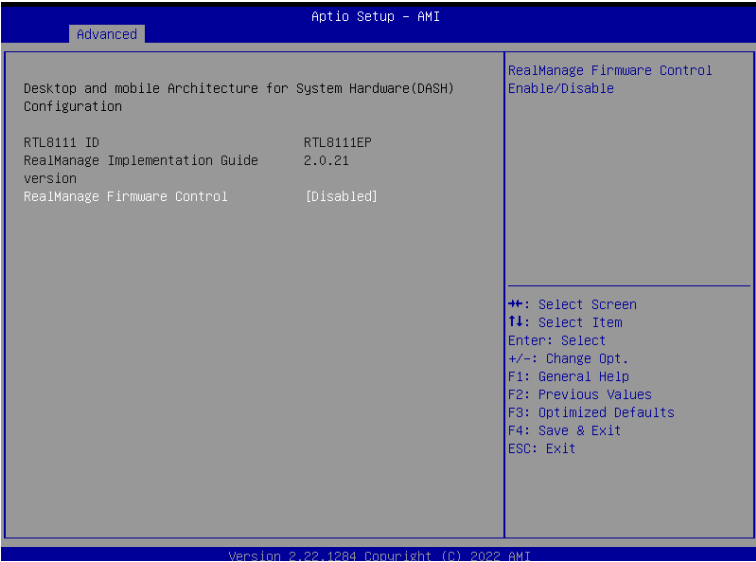 Aptio Setup – AMI
Advanced
Desktop and mobile Architecture for System Hardware(DASH)
Configuration
RTL8111 ID RTL8111EP
RealManage Implementation Guide 2.0.21
version
RealManage Firmware Control [Disabled]
RealManage Firmware Control
Enable/Disable
→←: Select Screen
↑↓: Select Item
Enter: Select
+/-: Change Opt.
F1: General Help
F2: Previous Values
F3: Optimized Defaults
F4: Save & Exit
ESC: Exit
Version 2.22.1284 Copyright (C) 2022 AMI